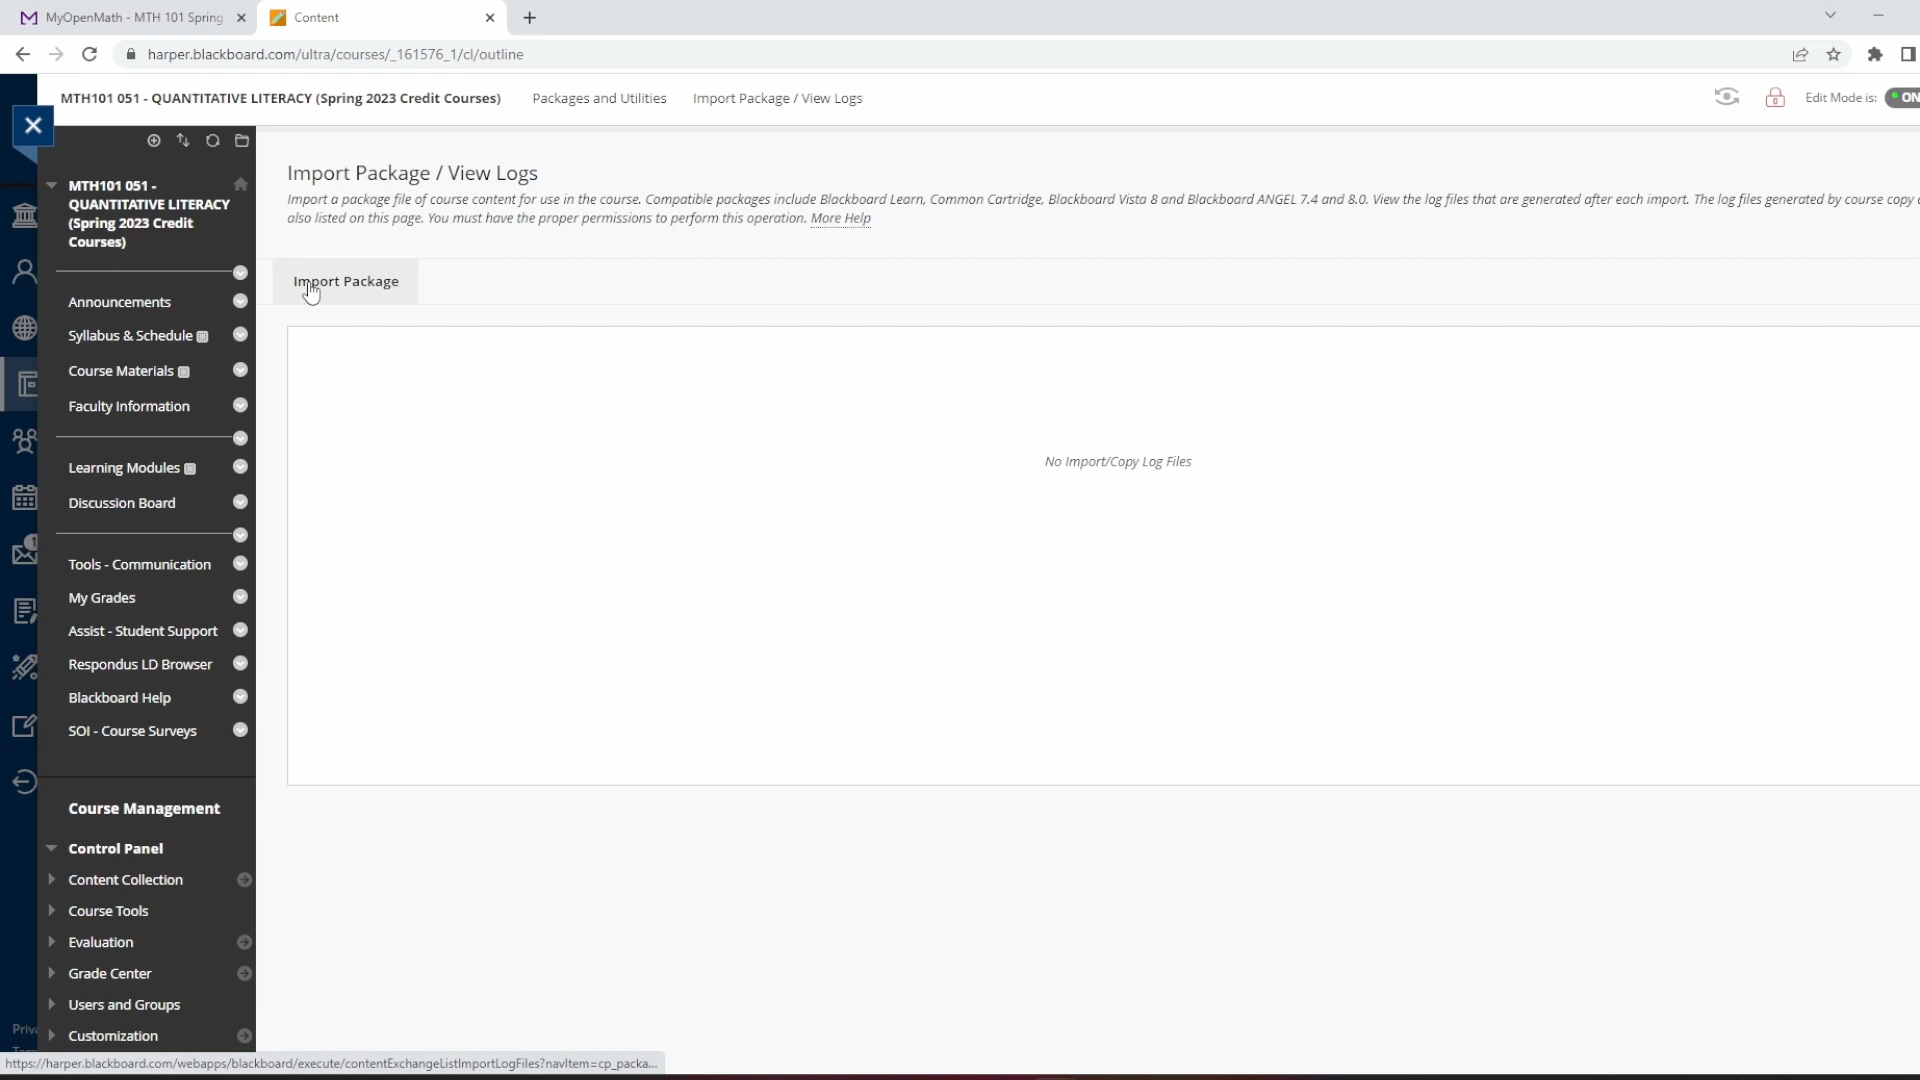 MyOpenMath - MTH 101 Spring
Content
harper.blackboard.com/ultra/courses/_161576_1/cl/outline
MTH101 051 - QUANTITATIVE LITERACY (Spring 2023 Credit Courses)
Packages and Utilities
Import Package / View Logs
Edit Mode is:
ON
MTH101 051 -
QUANTITATIVE LITERACY
(Spring 2023 Credit
Courses)
Announcements
Syllabus & Schedule
Course Materials
Faculty Information
Learning Modules
Discussion Board
1
Tools - Communication
My Grades
Assist - Student Support
Respondus LD Browser
Blackboard Help
SOI - Course Surveys
Course Management
Control Panel
Content Collection
Course Tools
Evaluation
Grade Center
Users and Groups
Customization
Import Package / View Logs
Import a package file of course content for use in the course. Compatible packages include Blackboard Learn, Common Cartridge, Blackboard Vista 8 and Blackboard ANGEL 7.4 and 8.0. View the log files that are generated after each import. The log files generated by course copy
also listed on this page. You must have the proper permissions to perform this operation. More Help
Import Package
No Import/Copy Log Files
https://harper.blackboard.com/webapps/blackboard/execute/contentExchangeListImportLogFiles?navItem=cp_packa...